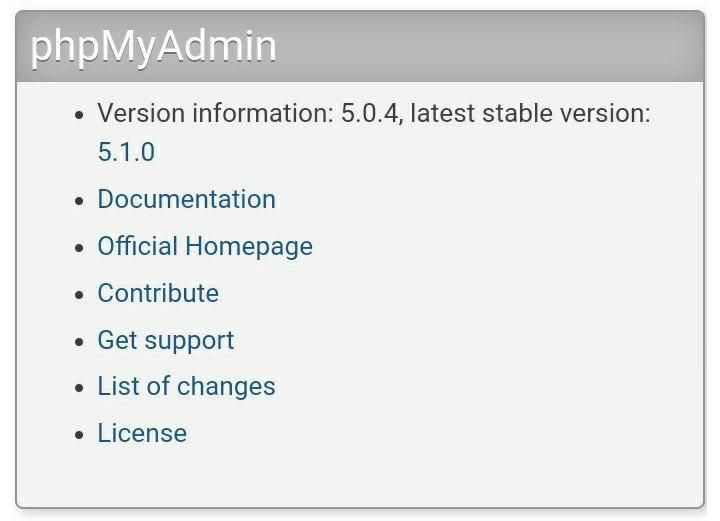 phpMyAdmin
Version information: 5.0.4, latest stable version:
5.1.0
Documentation
Official Homepage
Contribute
Get support
List of changes
License